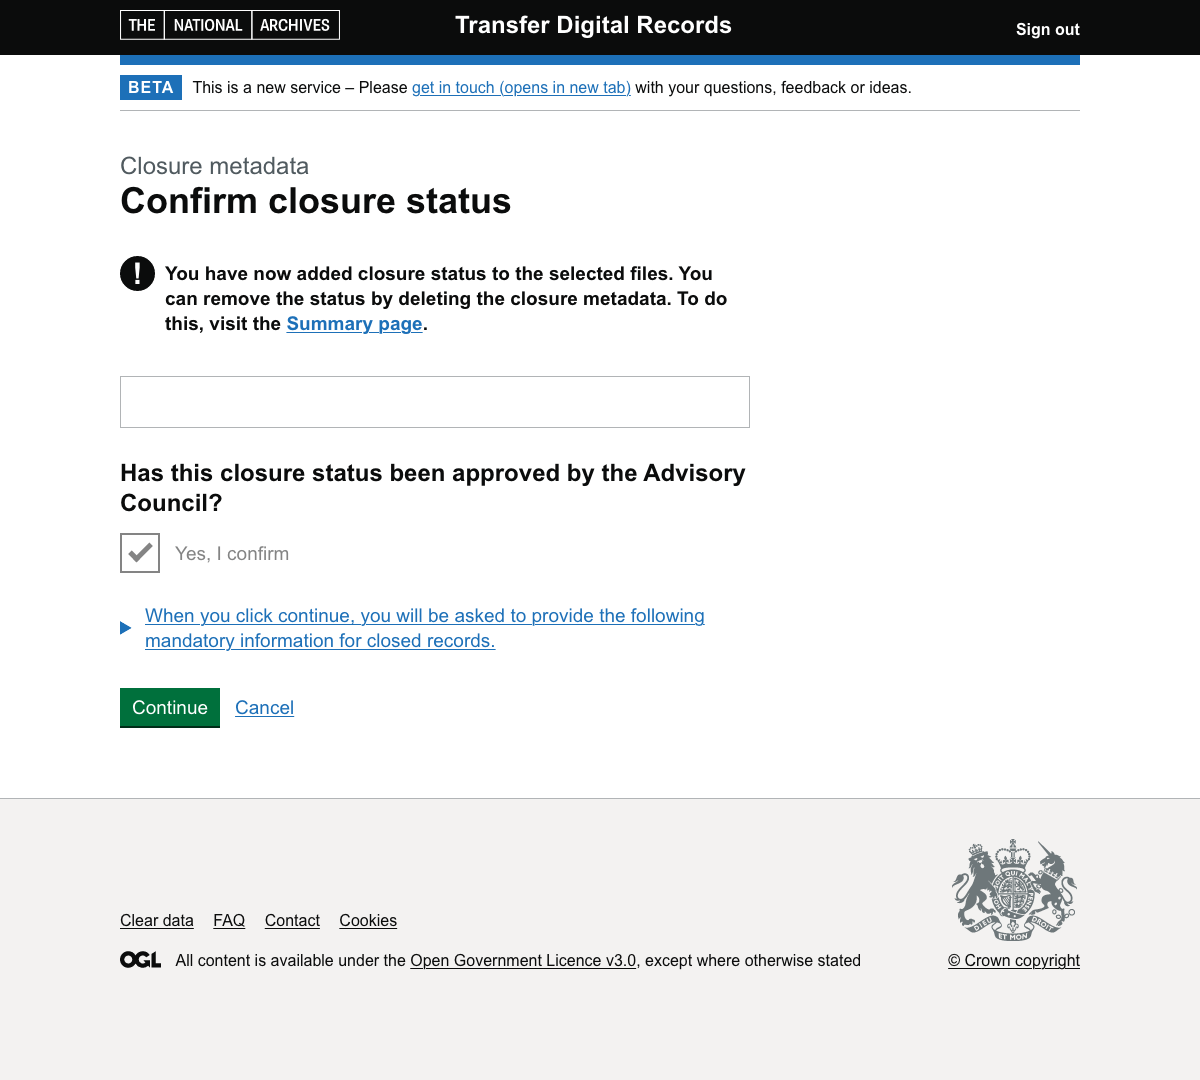 THE NATIONAL ARCHIVES
Transfer Digital Records
Sign out
BETA This is a new service – Please get in touch (opens in new tab) with your questions, feedback or ideas.
Closure metadata
Confirm closure status
! You have now added closure status to the selected files. You
can remove the status by deleting the closure metadata. To do
this, visit the Summary page.
Has this closure status been approved by the Advisory
Council?
Yes, I confirm
When you click continue, you will be asked to provide the following
mandatory information for closed records.
Continue Cancel
DIEU ET MON DROIT
Clear data FAQ Contact Cookies
OGL All content is available under the Open Government Licence v3.0, except where otherwise stated
© Crown copyright